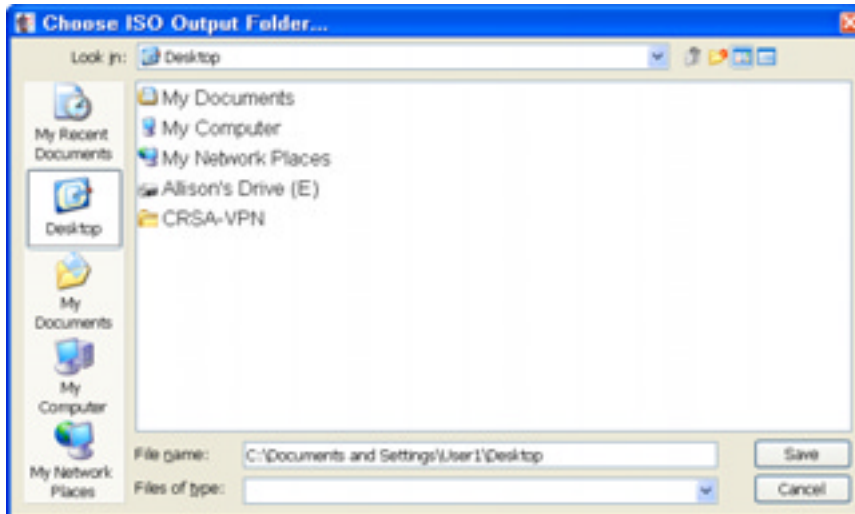 Choose ISO Output Folder...
Look in: Desktop
My Documents
My Computer
My Network Places
Allison's Drive (E)
CRSA-VPN
My Recent
Documents
Desktop
My
Documents
My
Computer
My Network
Places
File name: C:\Documents and Settings\User1\Desktop
Save
Files of type:
Cancel